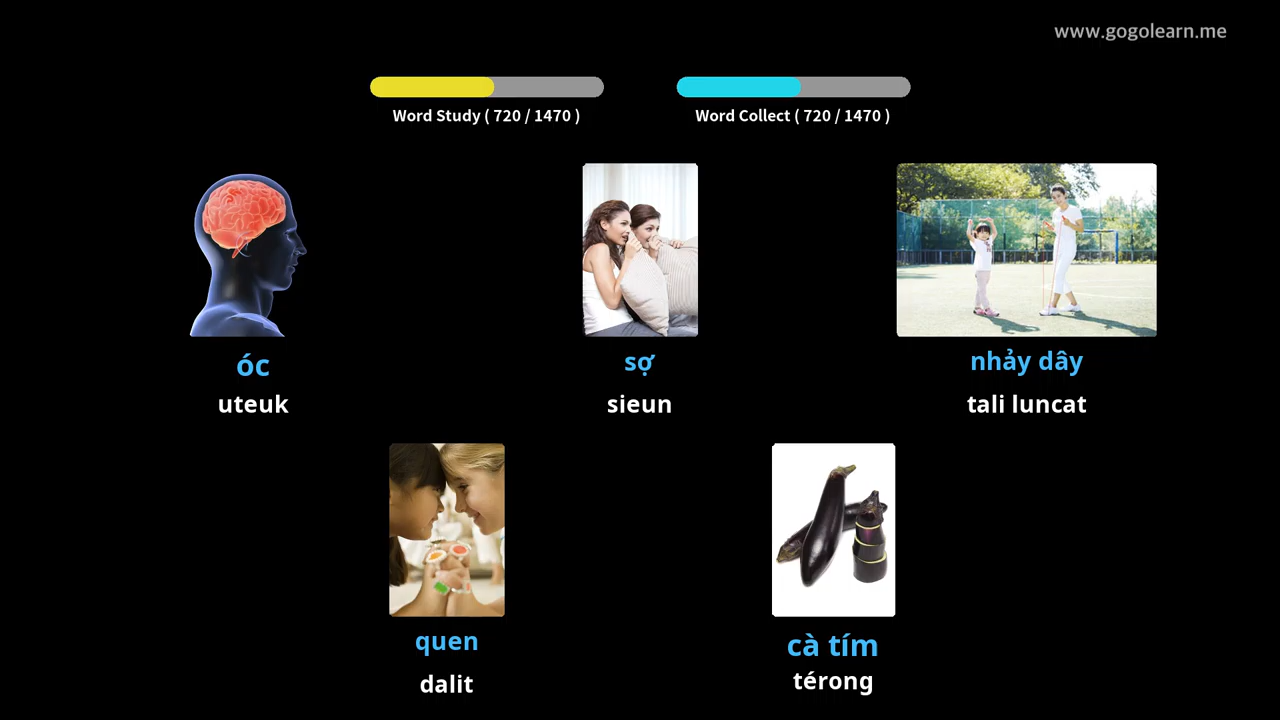 www.gogolearn.me
Word Study ( 720 / 1470 )
Word Collect ( 720 / 1470 )
óc
uteuk
sợ
sieun
nhảy dây
tali luncat
quen
dalit
cà tím
térong